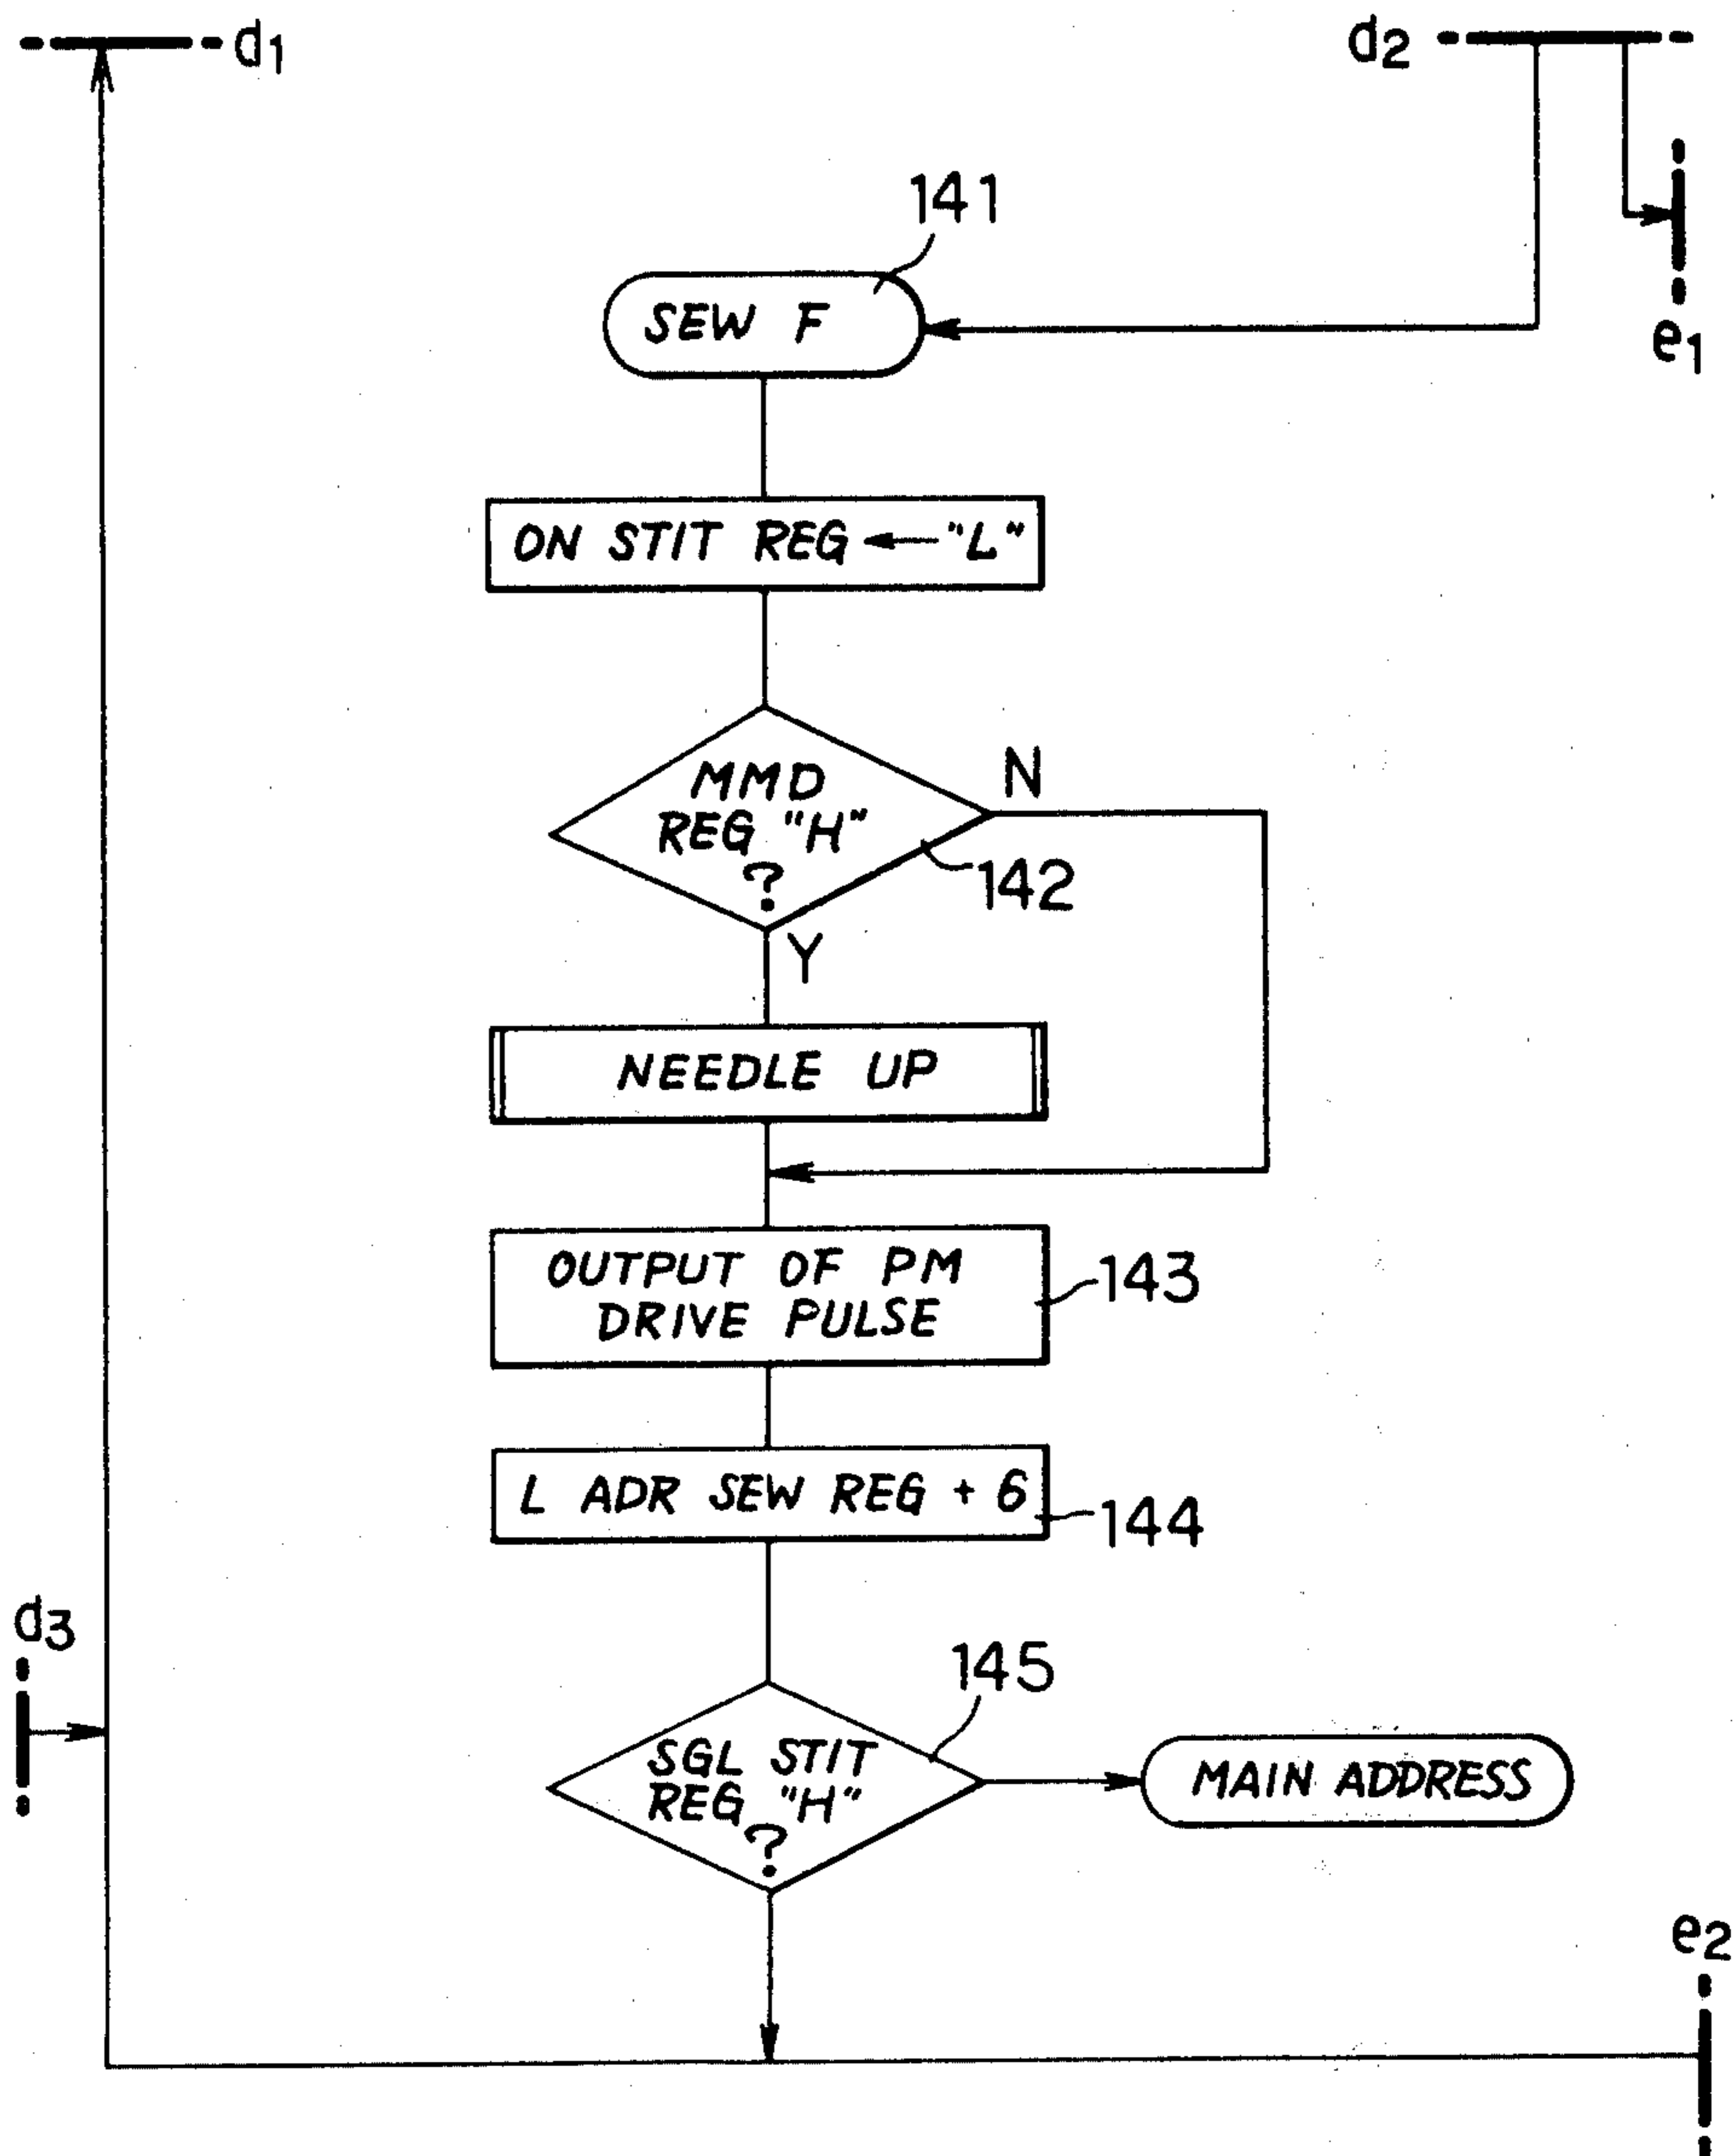 d1
d2
141
SEW F
e1
ON STIT REG ← "L"
MMD
REG "H"
?
N
142
Y
NEEDLE UP
OUTPUT OF PM
DRIVE PULSE
143
L ADR SEW REG + 6
144
d3
145
SGL STIT
REG "H"
?
MAIN ADDRESS
e2